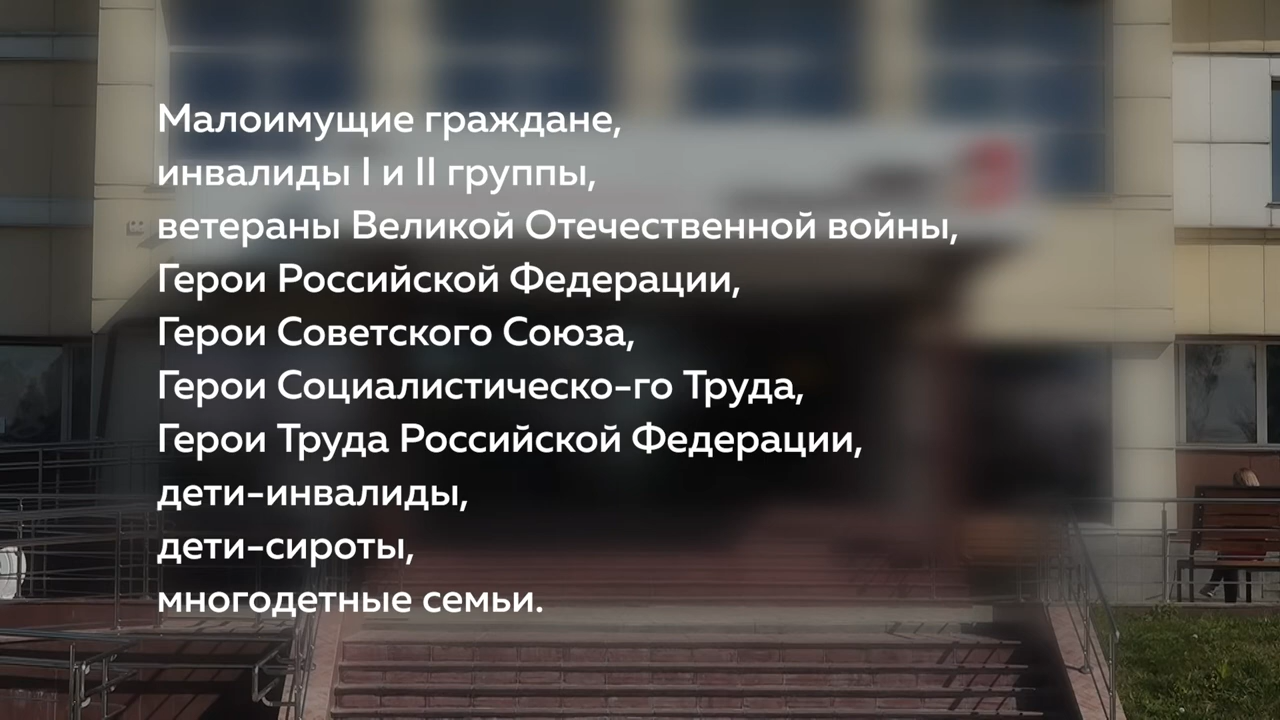 Малоимущие граждане,
инвалиды I и II группы,
ветераны Великой Отечественной войны,
Герои Российской Федерации,
Герои Советского Союза,
Герои Социалистическо-го Труда,
Герои Труда Российской Федерации,
дети-инвалиды,
дети-сироты,
многодетные семьи.